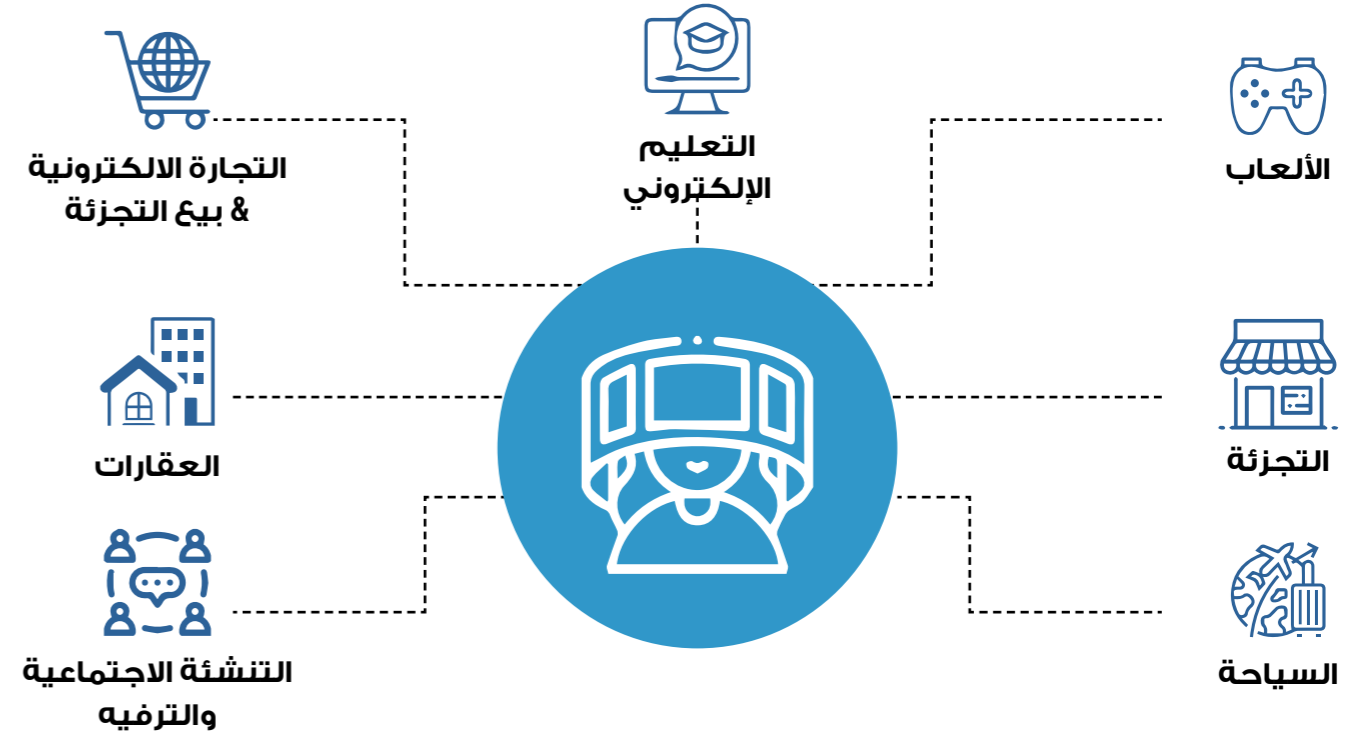 التعليم
الإلكتروني
الألعاب
التجارة الالكترونية
& بيع التجزئة
التجزئة
العقارات
السياحة
التنشئة الاجتماعية
والترفيه